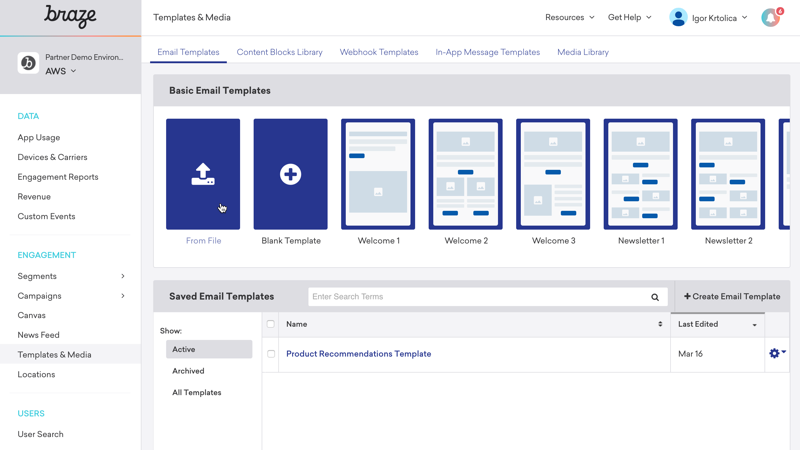 braze
Templates & Media
Resources
Get Help
Igor Krtolica
6
Partner Demo Environ...
AWS
Email Templates
Content Blocks Library
Webhook Templates
In-App Message Templates
Media Library
DATA
App Usage
Devices & Carriers
Engagement Reports
Revenue
Custom Events
ENGAGEMENT
Segments
Campaigns
Canvas
News Feed
Templates & Media
Locations
USERS
User Search
Basic Email Templates
From File
Blank Template
Welcome 1
Welcome 2
Welcome 3
Newsletter 1
Newsletter 2
Saved Email Templates
Enter Search Terms
Create Email Template
Show:
Active
Archived
All Templates
Name
Last Edited
Product Recommendations Template
Mar 16